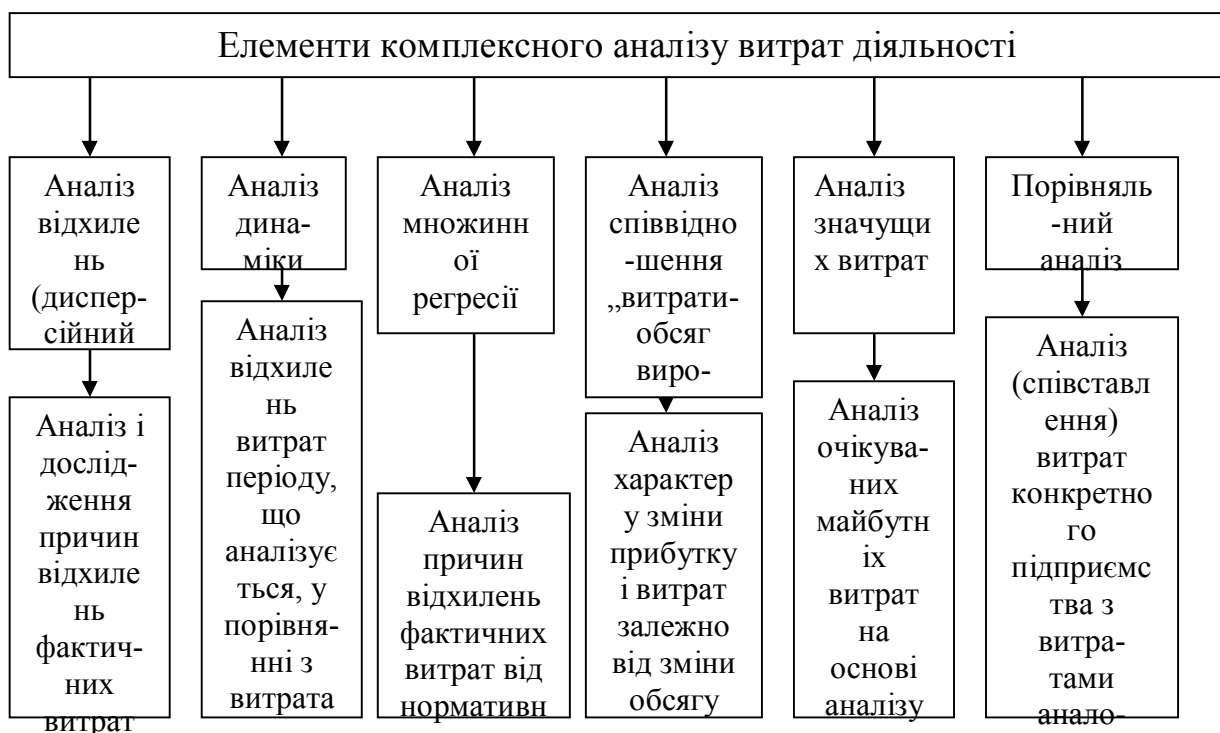 Елементи комплексного аналізу витрат діяльності
Аналіз
відхиле
нь
(диспер-
сійний
Аналіз
дина-
міки
Аналіз
множинн
ої
регресії
Аналіз
співвідно
-шення
„витрати-
обсяг
виро-
Аналіз
значущи
х витрат
Порівняль
-ний
аналіз
Аналіз і
дослід-
ження
причин
відхиле
нь
фактич-
них
витрат
Аналіз
відхиле
нь
витрат
періоду,
що
аналізує
ться, у
порівня-
нні з
витрата
Аналіз
причин
відхилень
фактичних
витрат від
нормативн
Аналіз
характер
у зміни
прибутку
і витрат
залежно
від зміни
обсягу
Аналіз
очікува-
них
майбутн
іх
витрат
на
основі
аналізу
Аналіз
(співставл
ення)
витрат
конкретно
го
підприємс
тва з
витра-
тами
анало-